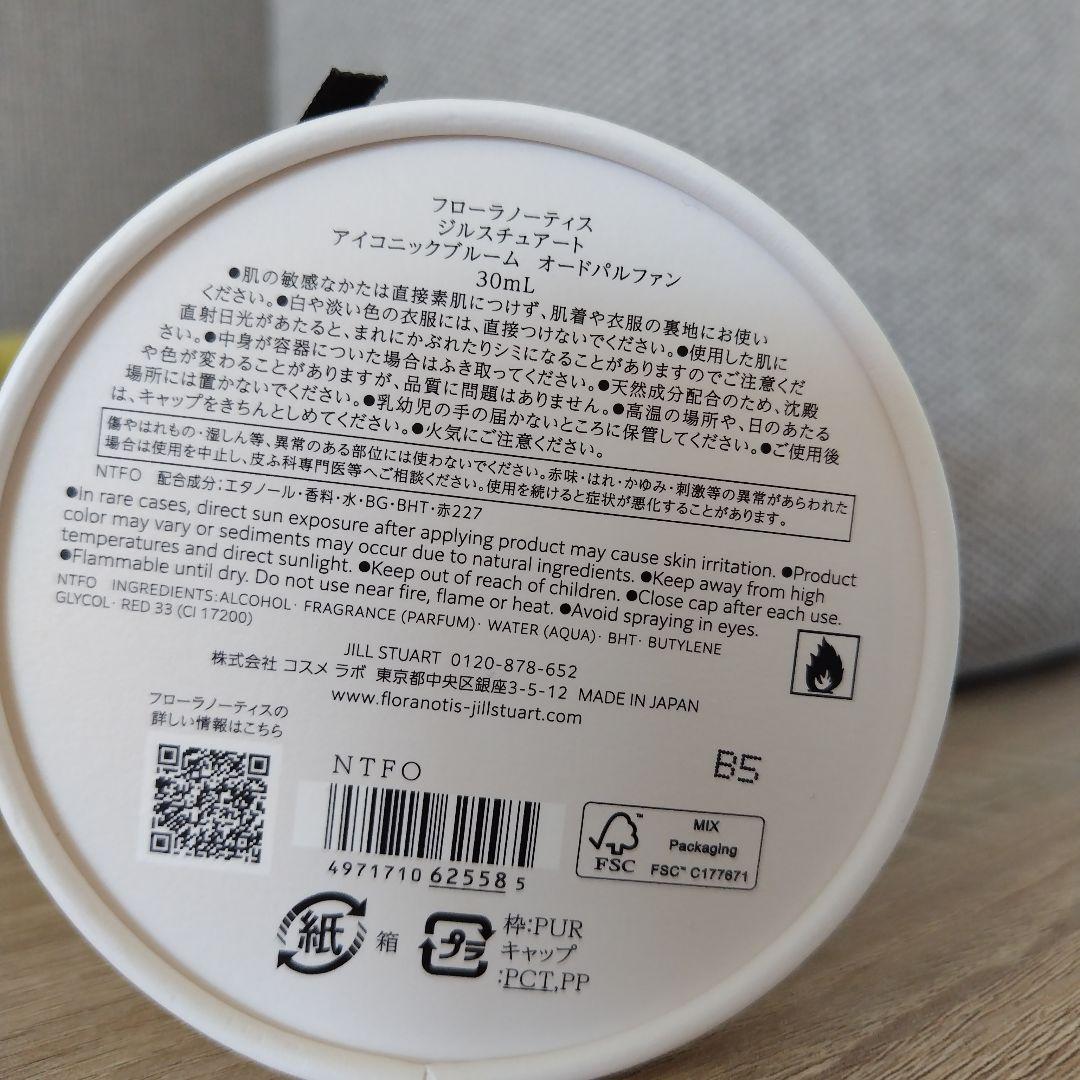 フローラノーティス
ジルスチュアート
アイコニックブルーム　オードパルファン
30mL
●肌の敏感なかたは直接素肌につけず、肌着や衣服の裏地にお使い
ください。●白や淡い色の衣服には、直接つけないでください。●使用した肌に
直射日光があたると、まれにかぶれたりシミになることがありますのでご注意くだ
さい。●中身が容器についた場合はふき取ってください。●天然成分配合のため、沈殿
や色が変わることがありますが、品質に問題はありません。●高温の場所や、日のあたる
場所には置かないでください。●乳幼児の手の届かないところに保管してください。●ご使用後
は、キャップをきちんとしめてください。●火気にご注意ください。
傷やはれもの・湿しん等、異常のある部位には使わないでください。赤味・はれ・かゆみ・刺激等の異常があらわれた
場合は使用を中止し、皮ふ科専門医等へご相談ください。使用を続けると症状が悪化することがあります。
NTFO　配合成分：エタノール・香料・水・BG・BHT・赤227
●In rare cases, direct sun exposure after applying product may cause skin irritation. ●Product
color may vary or sediments may occur due to natural ingredients. ●Keep away from high
temperatures and direct sunlight. ●Keep out of reach of children. ●Close cap after each use.
●Flammable until dry. Do not use near fire, flame or heat. ●Avoid spraying in eyes.
NTFO　INGREDIENTS:ALCOHOL· FRAGRANCE (PARFUM)· WATER (AQUA)· BHT· BUTYLENE
GLYCOL· RED 33 (CI 17200)
JILL STUART 0120-878-652
株式会社 コスメ ラボ 東京都中央区銀座3-5-12 MADE IN JAPAN
www.floranotis-jillstuart.com
フローラノーティスの
詳しい情報はこちら
NTFO
B5
4971710 625585
FSC™
MIX
Packaging
FSC™ C177671
紙 箱
プラ 枠:PUR
キャップ
:PCT,PP